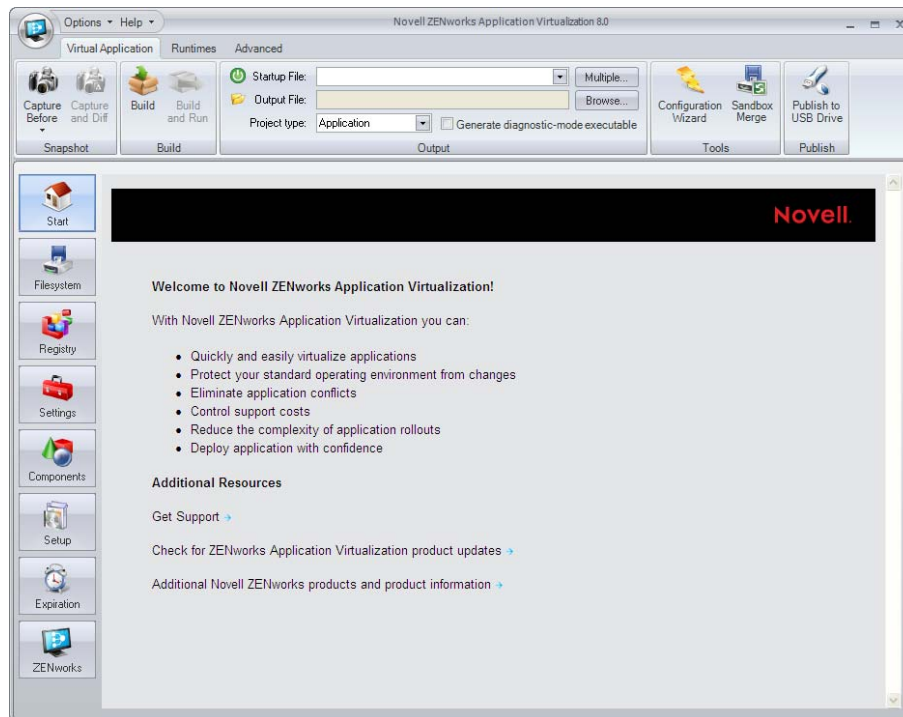 Options Help Novell ZENworks Application Virtualization 8.0
Virtual Application Runtimes Advanced
Capture Before
Capture and Diff
Snapshot
Build
Build and Run
Build
Startup File: Multiple...
Output File: Browse...
Project type: Application Generate diagnostic-mode executable
Output
Configuration Wizard
Sandbox Merge
Tools
Publish to USB Drive
Publish
Start
Filesystem
Registry
Settings
Components
Setup
Expiration
ZENworks
Novell.
Welcome to Novell ZENworks Application Virtualization!
With Novell ZENworks Application Virtualization you can:
• Quickly and easily virtualize applications
• Protect your standard operating environment from changes
• Eliminate application conflicts
• Control support costs
• Reduce the complexity of application rollouts
• Deploy application with confidence
Additional Resources
Get Support →
Check for ZENworks Application Virtualization product updates →
Additional Novell ZENworks products and product information →